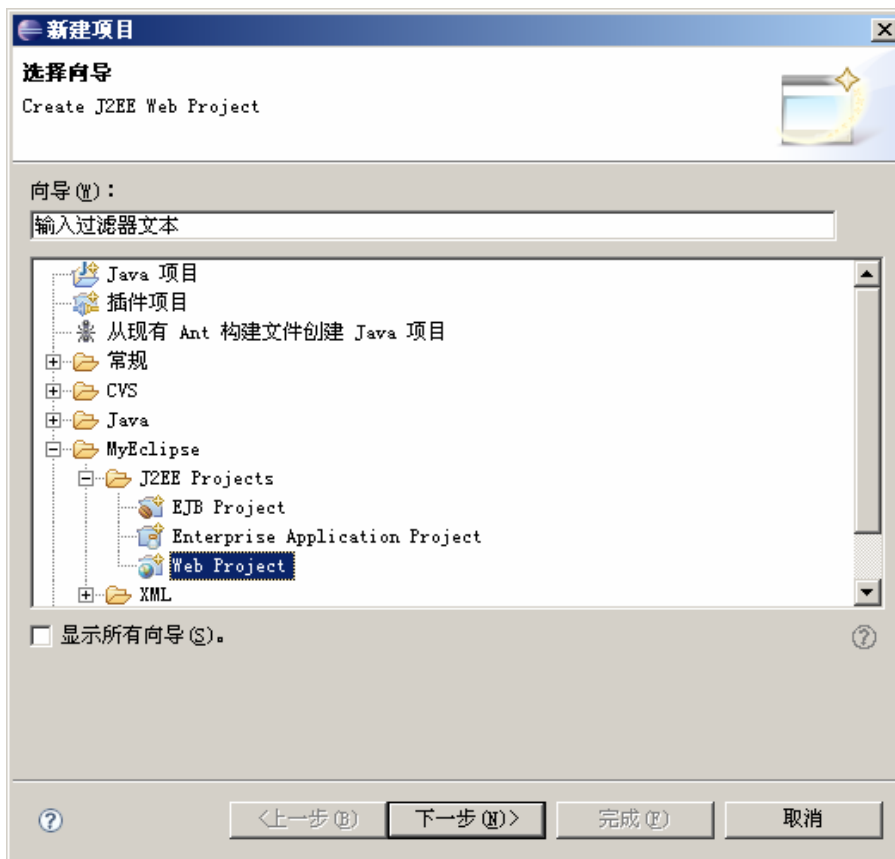 新建项目
选择向导
Create J2EE Web Project
向导(W)：
输入过滤器文本
Java 项目
插件项目
从现有 Ant 构建文件创建 Java 项目
常规
CVS
Java
MyEclipse
J2EE Projects
EJB Project
Enterprise Application Project
Web Project
XML
显示所有向导(S)。
<上一步(B) 下一步(N)> 完成(F) 取消